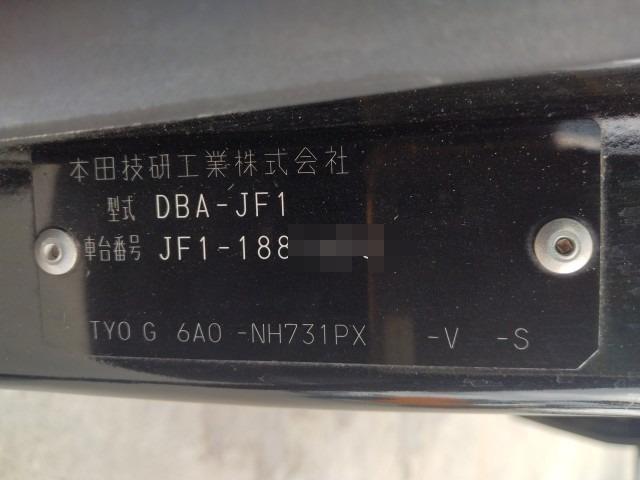 本田技研工業株式会社
型式 DBA-JF1
車台番号 JF1-188
TYO G 6A0 -NH731PX -V -S